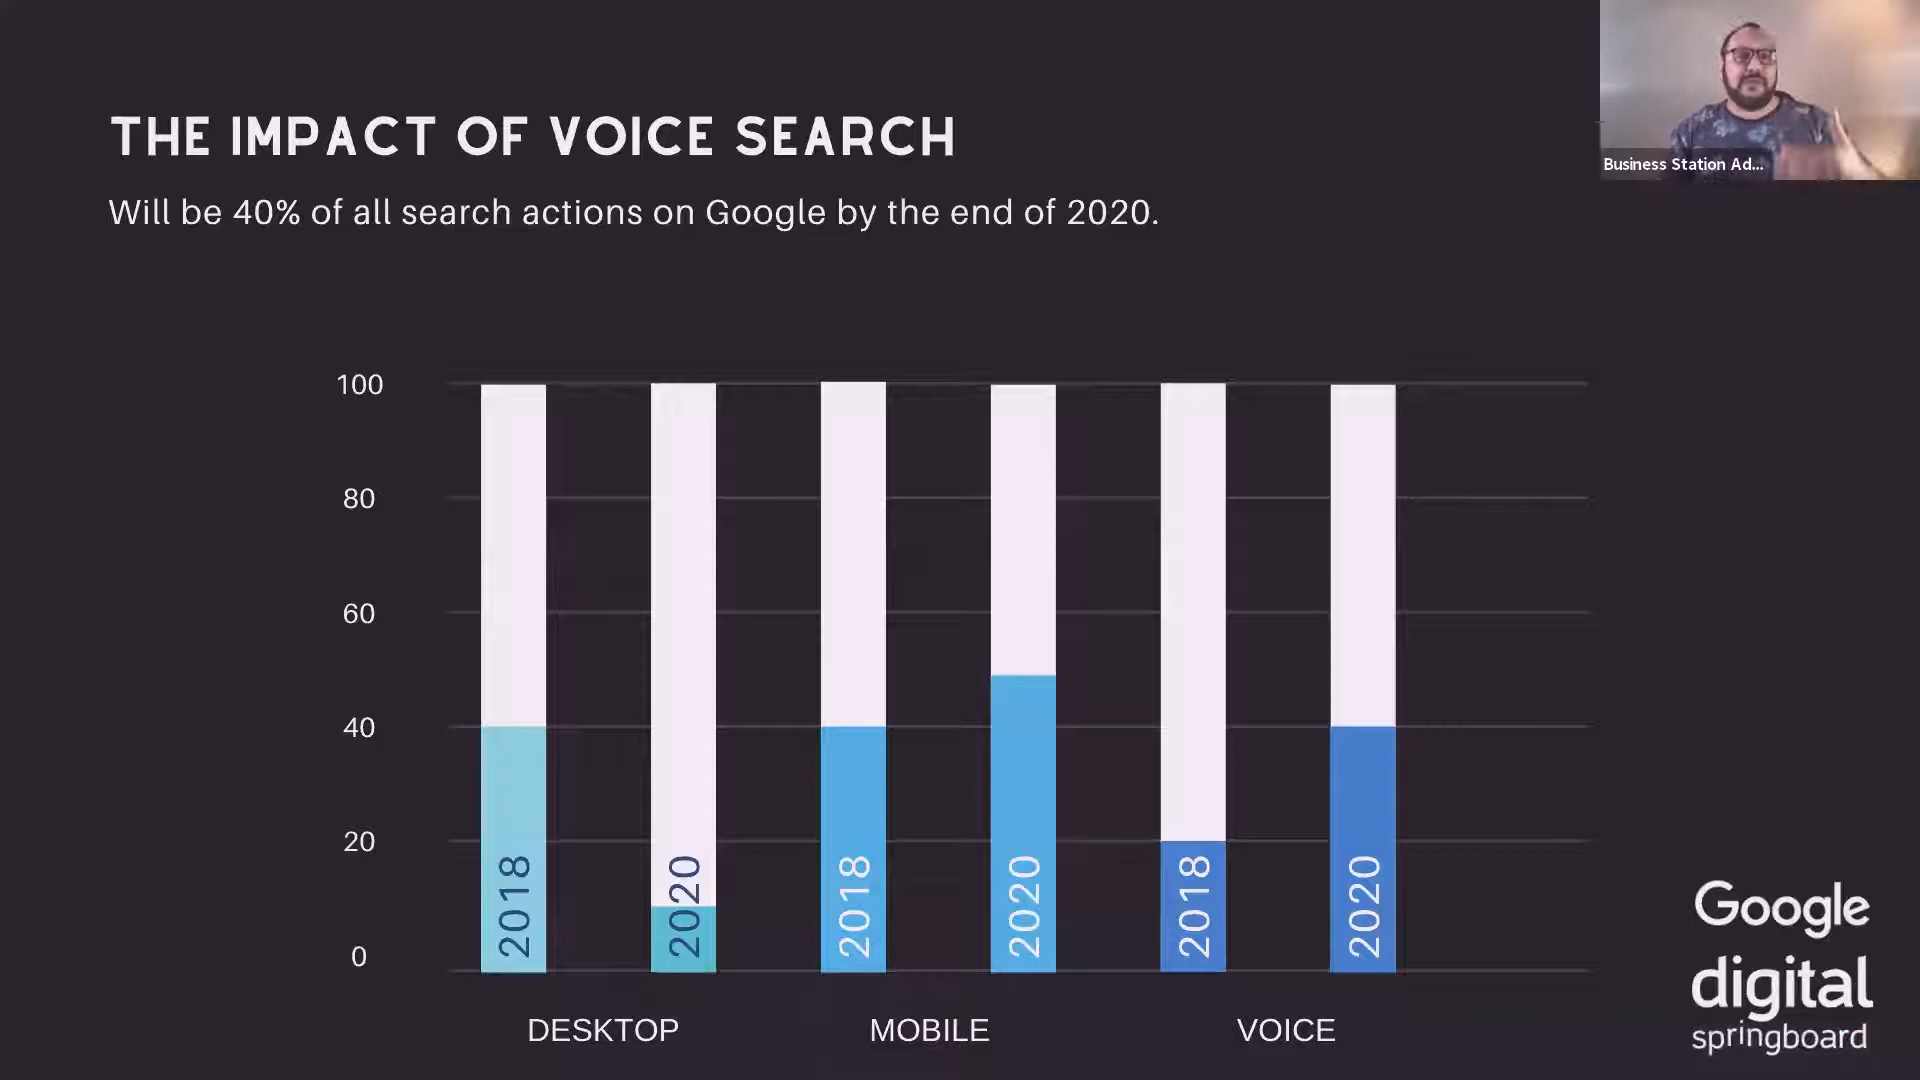 THE IMPACT OF VOICE SEARCH
Will be 40% of all search actions on Google by the end of 2020.
Business Station Ad...
100
80
60
40
20
0
2018
2020
2018
2020
2018
2020
DESKTOP
MOBILE
VOICE
Google
digital
springboard